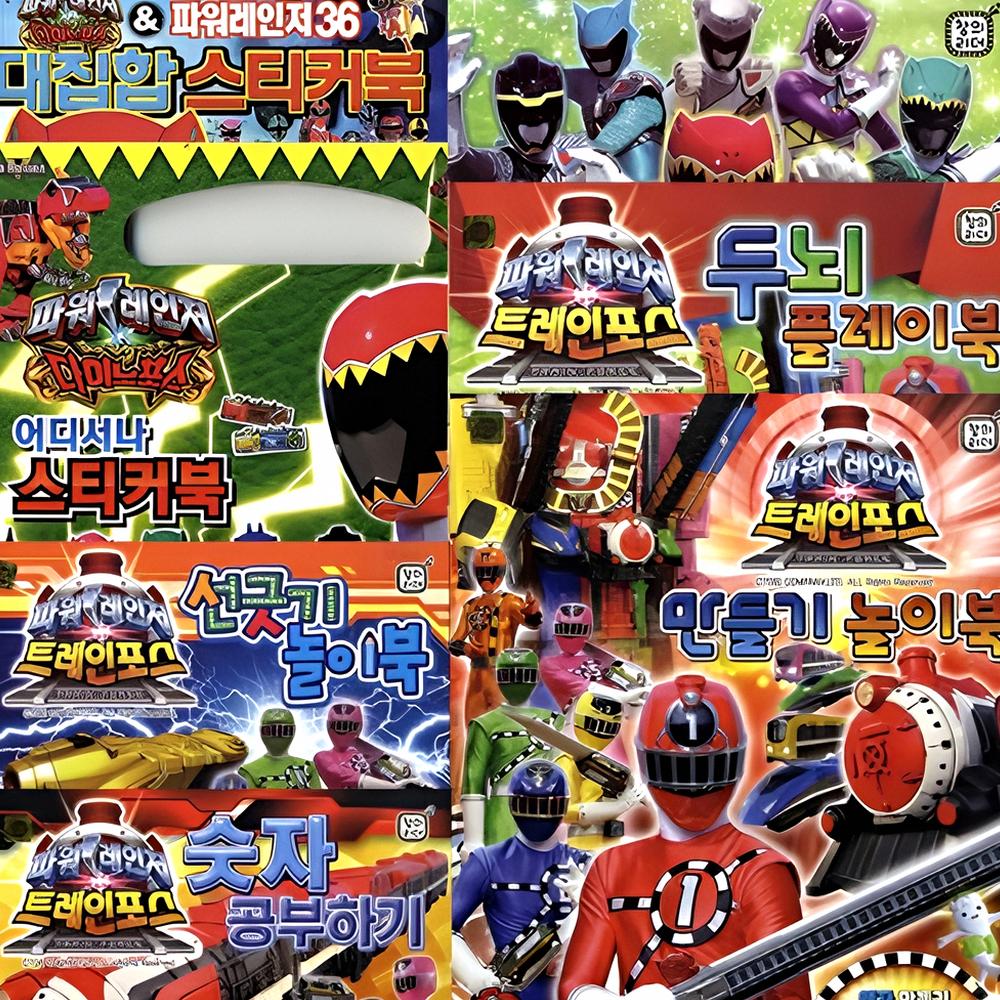 & 파워레인저 36
대집합 스티커북
파워레인저
다이노포스
어디서나
스티커북
파워레인저
트레인포스
선긋기
놀이북
파워레인저
트레인포스
숫자
공부하기
파워레인저
트레인포스
두뇌
플레이북
파워레인저
트레인포스
만들기 놀이북
1
1